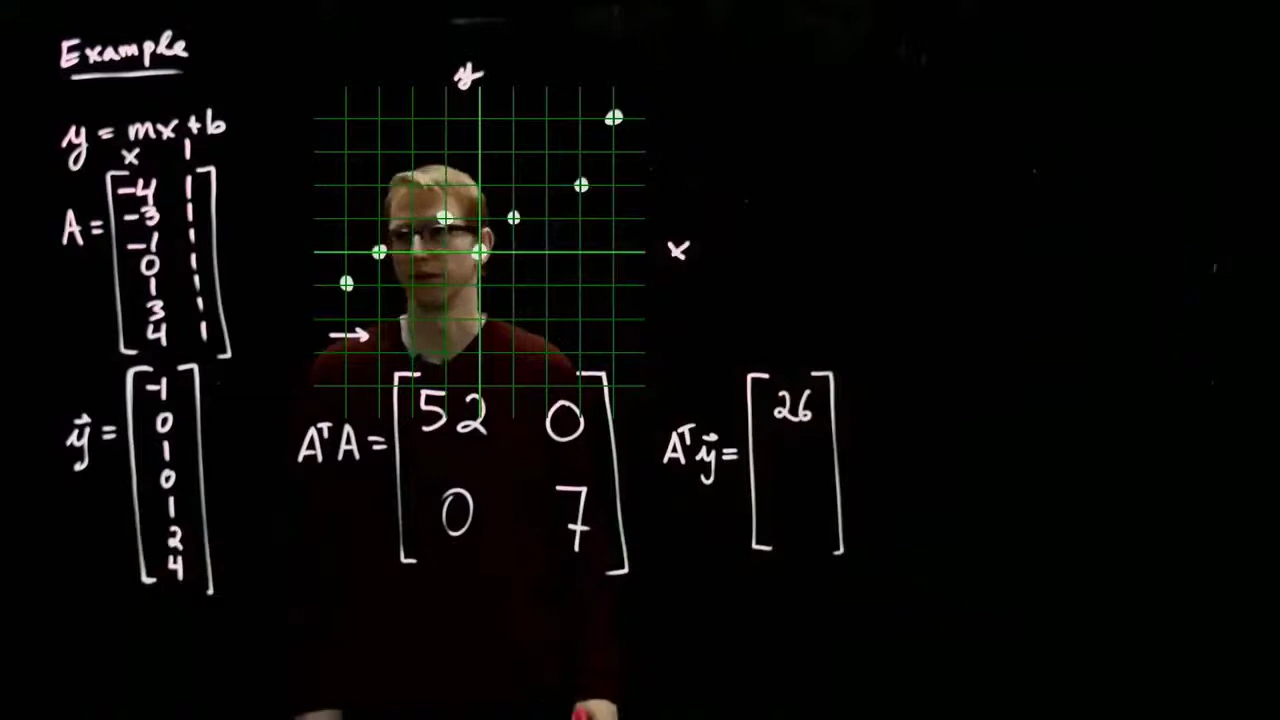 Example
y = mx + b
x 1
A = [ -4 1
-3 1
-1 1
0 1
1 1
3 1
4 1 ]
y⃗ = [ -1
0
1
0
1
2
4 ]
y
x
→
AᵀA = [ 52 0
0 7 ]
Aᵀy⃗ = [ 26 ]